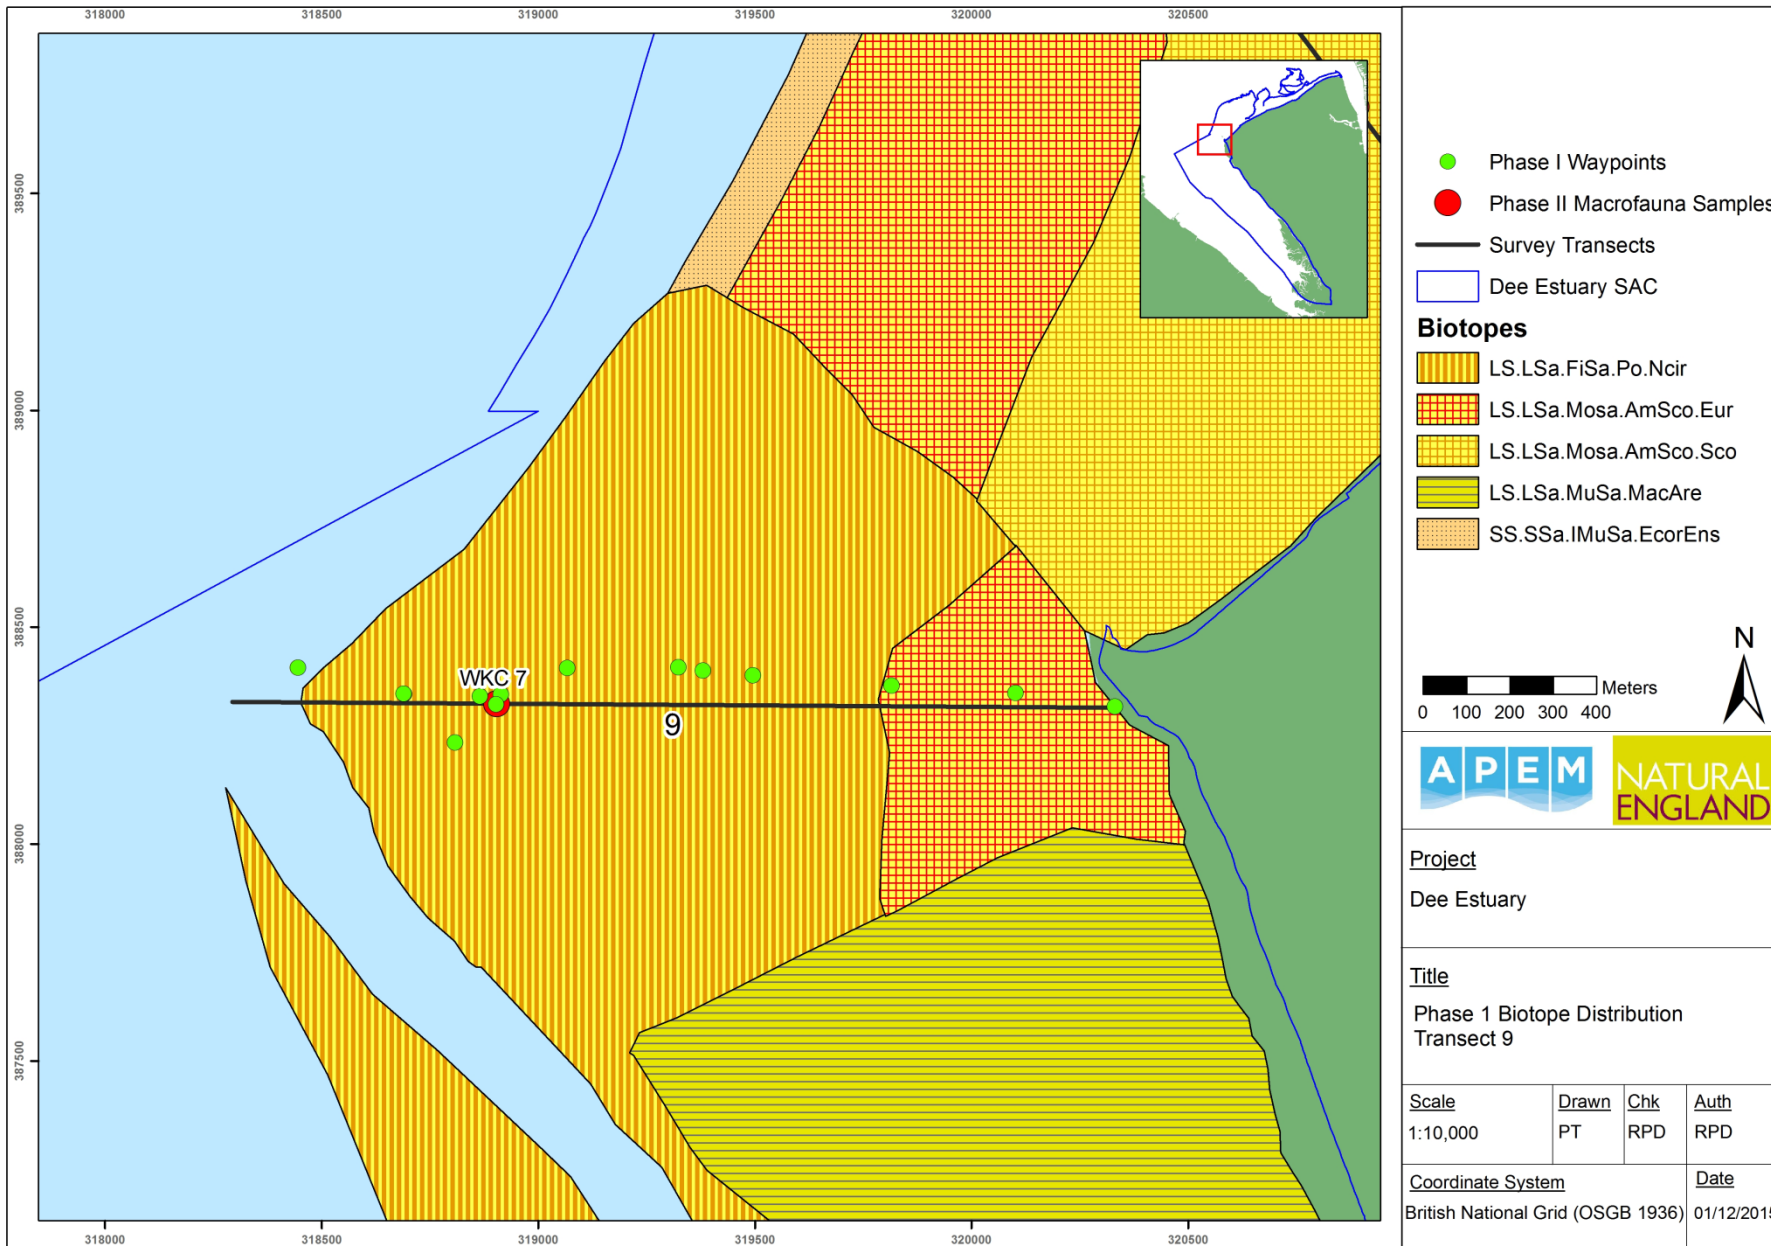 318000 318500 319000 319500 320000 320500
389500
389000
388500
388000
387500
WKC 7
9
318000 318500 319000 319500 320000 320500
Phase I Waypoints
Phase II Macrofauna Samples
Survey Transects
Dee Estuary SAC
Biotopes
LS.LSa.FiSa.Po.Ncir
LS.LSa.Mosa.AmSco.Eur
LS.LSa.Mosa.AmSco.Sco
LS.LSa.MuSa.MacAre
SS.SSa.IMuSa.EcorEns
N
Meters
0 100 200 300 400
APEM
NATURAL
ENGLAND
Project
Dee Estuary
Title
Phase 1 Biotope Distribution
Transect 9
Scale Drawn Chk Auth
1:10,000 PT RPD RPD
Coordinate System Date
British National Grid (OSGB 1936) 01/12/2015